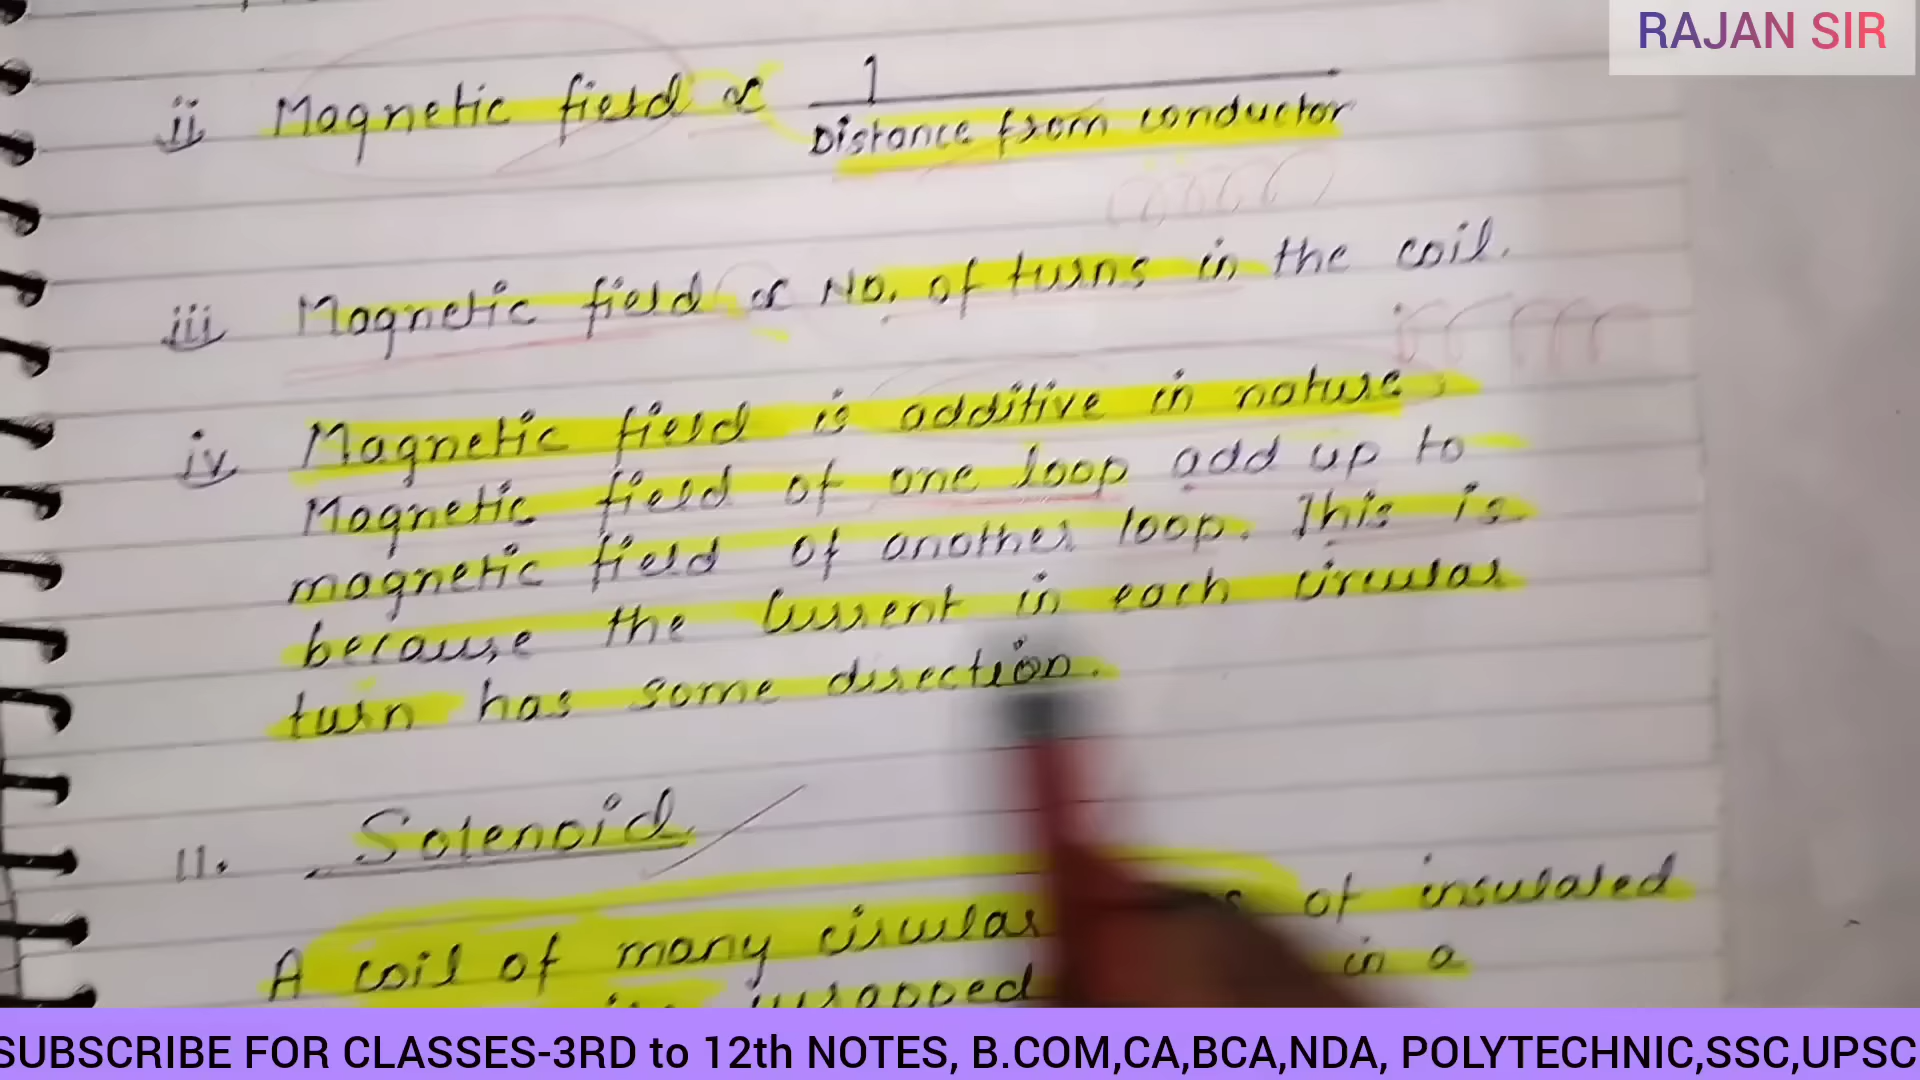 RAJAN SIR
ii Magnetic field ∝ 1
Distance from conductor
iii Magnetic field ∝ No. of turns in the coil.
iv Magnetic field is additive in nature.
Magnetic field of one loop add up to
magnetic field of another loop. This is
because the Current in each circular
turn has same direction.
11. Solenoid
A coil of many circular of insulated
wrapped in a
SUBSCRIBE FOR CLASSES-3RD to 12th NOTES, B.COM,CA,BCA,NDA, POLYTECHNIC,SSC,UPSC